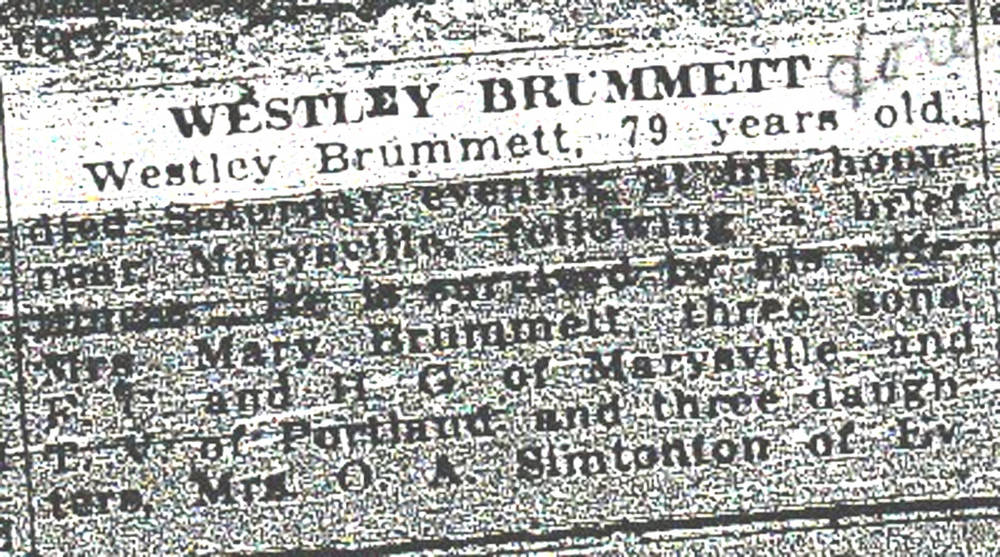 WESTLEY BRUMMETT
Westley Brummett, 79 years old,
died Saturday evening at his home
near Marysville following a brief
illness. He is survived by his wife
Mrs. Mary Brummett, three sons,
and H. G. of Marysville and
T. V. of Portland and three daugh-
ters, Mrs. O. A. Simtonton of Ev-